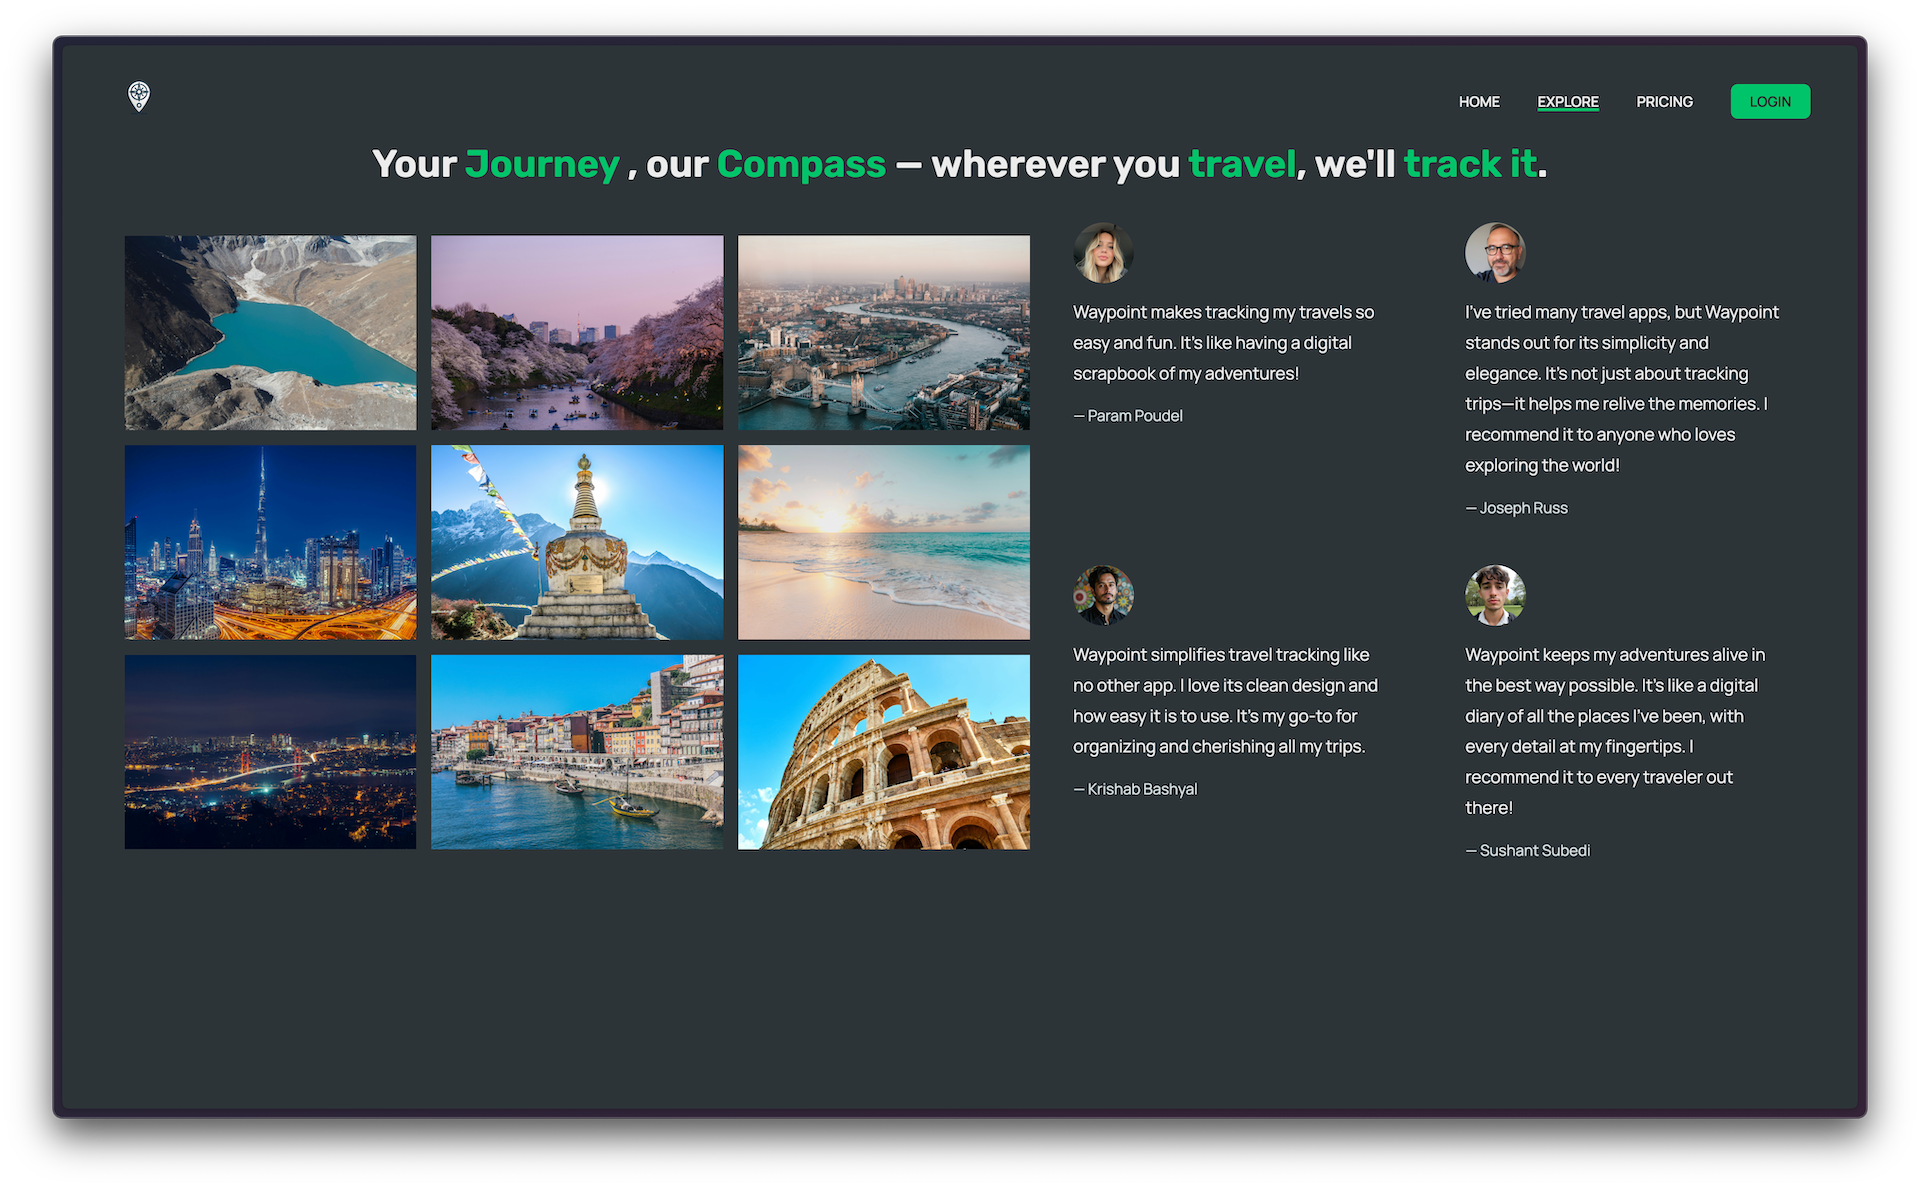 HOME EXPLORE PRICING LOGIN
Your Journey , our Compass — wherever you travel, we'll track it.
Waypoint makes tracking my travels so
easy and fun. It's like having a digital
scrapbook of my adventures!
— Param Poudel
I've tried many travel apps, but Waypoint
stands out for its simplicity and
elegance. It's not just about tracking
trips—it helps me relive the memories. I
recommend it to anyone who loves
exploring the world!
— Joseph Russ
Waypoint simplifies travel tracking like
no other app. I love its clean design and
how easy it is to use. It's my go-to for
organizing and cherishing all my trips.
— Krishab Bashyal
Waypoint keeps my adventures alive in
the best way possible. It's like a digital
diary of all the places I've been, with
every detail at my fingertips. I
recommend it to every traveler out
there!
— Sushant Subedi